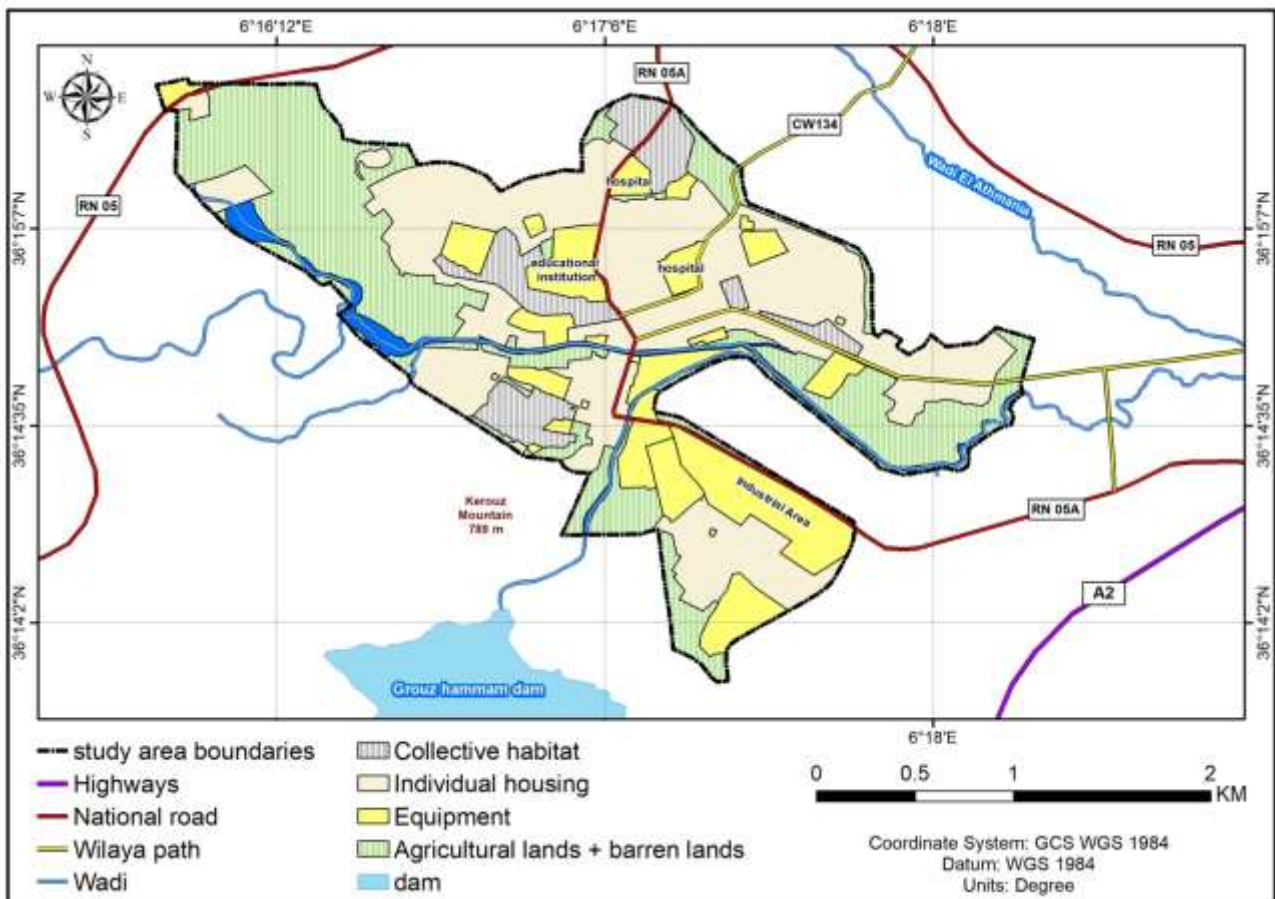 6°16'12"E
6°17'6"E
6°18'E
N
W
E
S
RN 05A
CW134
hospital
Wadi El Athmania
RN 05
RN 05
36°15'7"N
36°15'7"N
educational
institution
hospital
36°14'35"N
36°14'35"N
Kerouz
Mountain
788 m
Industrial Area
RN 05A
A2
36°14'2"N
36°14'2"N
Grouz hammam dam
6°18'E
study area boundaries
Highways
National road
Wilaya path
Wadi
Collective habitat
Individual housing
Equipment
Agricultural lands + barren lands
dam
0 0.5 1 2
KM
Coordinate System: GCS WGS 1984
Datum: WGS 1984
Units: Degree